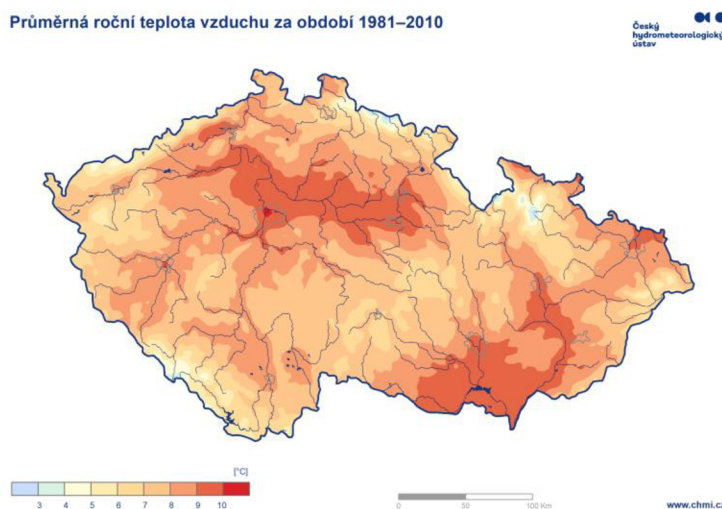 Průměrná roční teplota vzduchu za období 1981–2010
Český
hydrometeorologický
ústav
[°C]
3 4 5 6 7 8 9 10
0 50 100 Km
www.chmi.cz